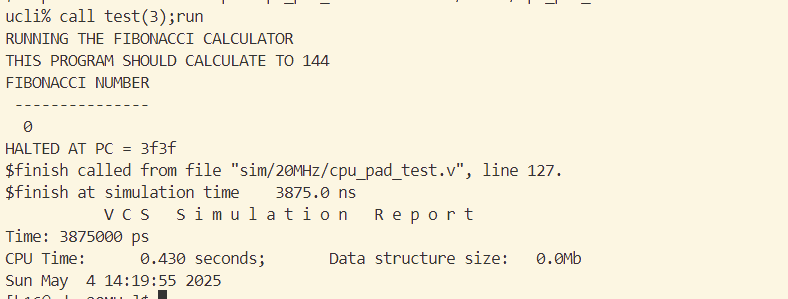 ucli% call test(3);run
RUNNING THE FIBONACCI CALCULATOR
THIS PROGRAM SHOULD CALCULATE TO 144
FIBONACCI NUMBER
---------------
0
HALTED AT PC = 3f3f
$finish called from file "sim/20MHz/cpu_pad_test.v", line 127.
$finish at simulation time    3875.0 ns
V C S   S i m u l a t i o n   R e p o r t
Time: 3875000 ps
CPU Time:      0.430 seconds;       Data structure size:   0.0Mb
Sun May  4 14:19:55 2025